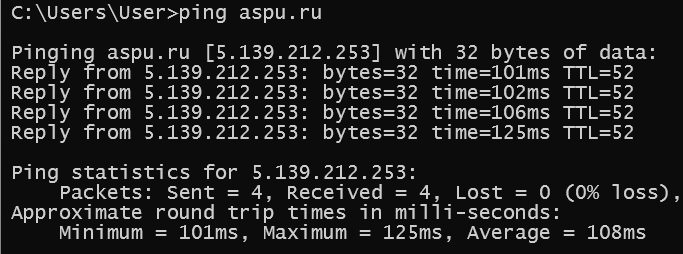 C:\Users\User>ping aspu.ru
Pinging aspu.ru [5.139.212.253] with 32 bytes of data:
Reply from 5.139.212.253: bytes=32 time=101ms TTL=52
Reply from 5.139.212.253: bytes=32 time=102ms TTL=52
Reply from 5.139.212.253: bytes=32 time=106ms TTL=52
Reply from 5.139.212.253: bytes=32 time=125ms TTL=52
Ping statistics for 5.139.212.253:
    Packets: Sent = 4, Received = 4, Lost = 0 (0% loss),
Approximate round trip times in milli-seconds:
    Minimum = 101ms, Maximum = 125ms, Average = 108ms